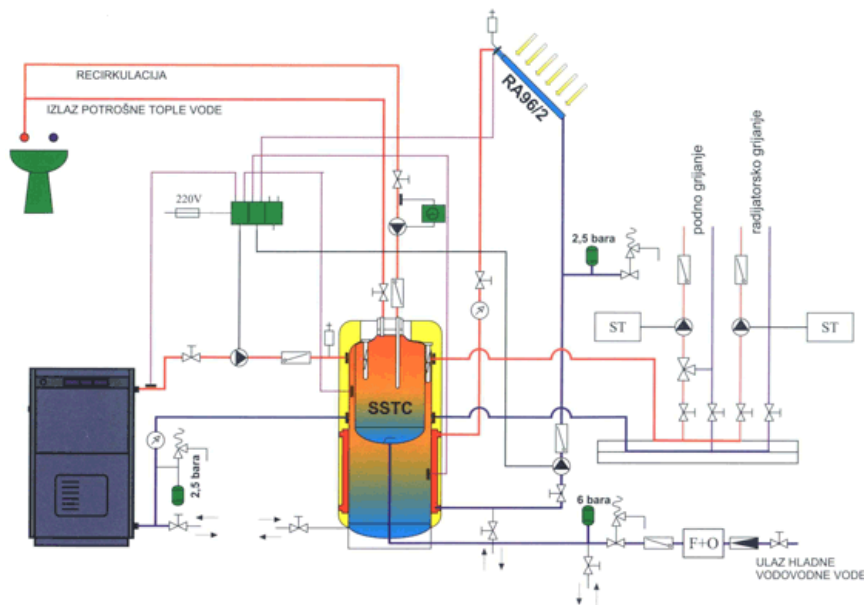 RECIRKULACIJA
IZLAZ POTROŠNE TOPLE VODE
RA96/2
220V
2,5 bara
podno grijanje
radijatorsko grijanje
ST
ST
SSTC
2,5 bara
6 bara
F+O
ULAZ HLADNE
VODOVODNE VODE